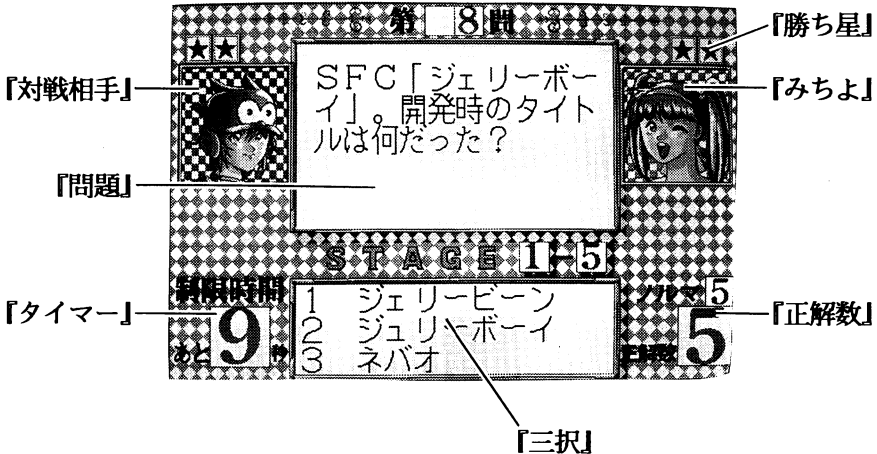 第 8 問
『勝ち星』
『対戦相手』
『みちよ』
SFC「ジェリーボー
イ」。開発時のタイト
ルは何だった?
『問題』
STAGE 1-5
制限時間
あと 9 秒
『タイマー』
1 ジェリービーン
2 ジュリーボーイ
3 ネバオ
ノルマ 5
正解数 5
『正解数』
『三択』